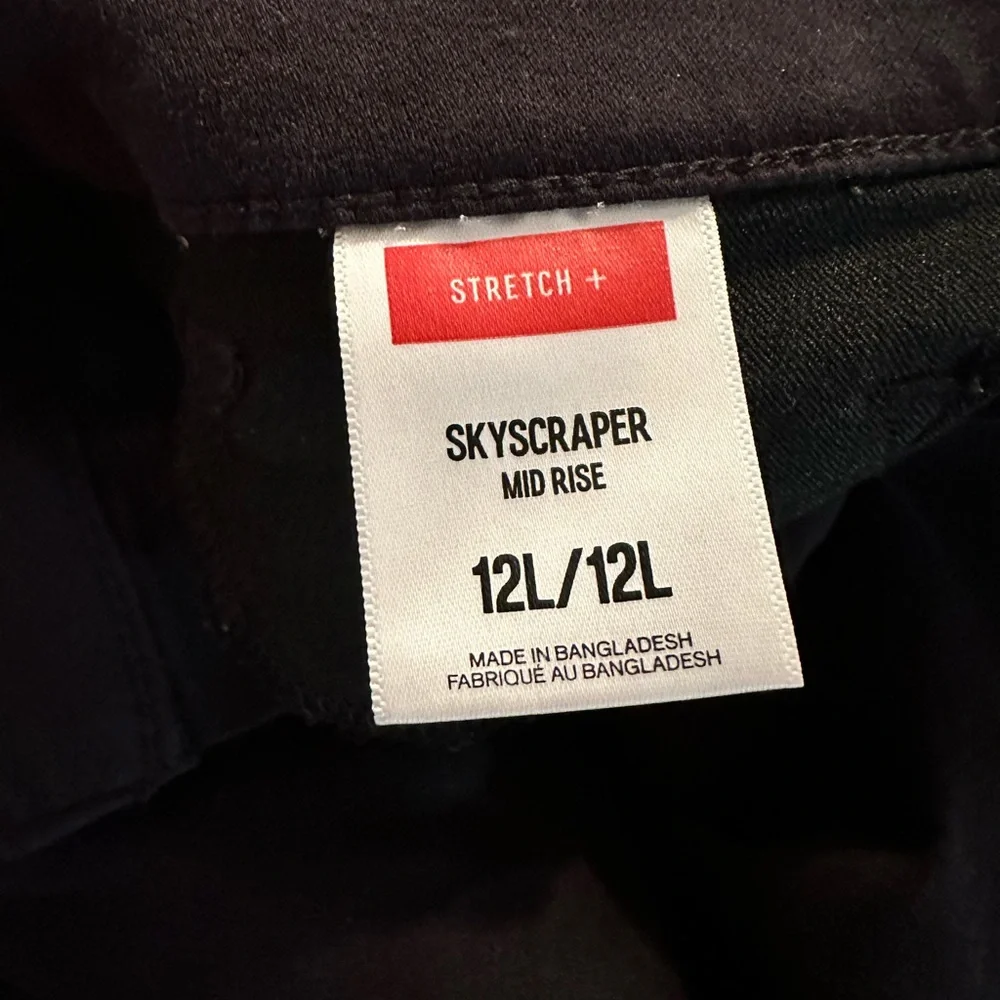 STRETCH +
SKYSCRAPER
MID RISE
12L/12L
MADE IN BANGLADESH
FABRIQUÉ AU BANGLADESH